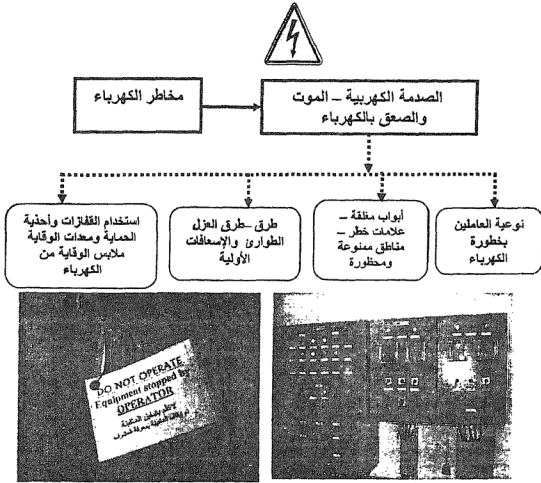 مخاطر الكهرباء
الصدمة الكهربية – الموت
والصعق بالكهرباء
نوعية العاملين
بخطورة
الكهرباء
أبواب مغلقة –
علامات خطر –
مناطق ممنوعة
ومحظورة
طرق –طرق العزل
الطوارئ والإسعافات
الأولية
استخدام القفازات وأحذية
الحماية ومعدات الوقاية
ملابس الوقاية من
الكهرباء
DO NOT OPERATE
Equipment stopped by
OPERATOR